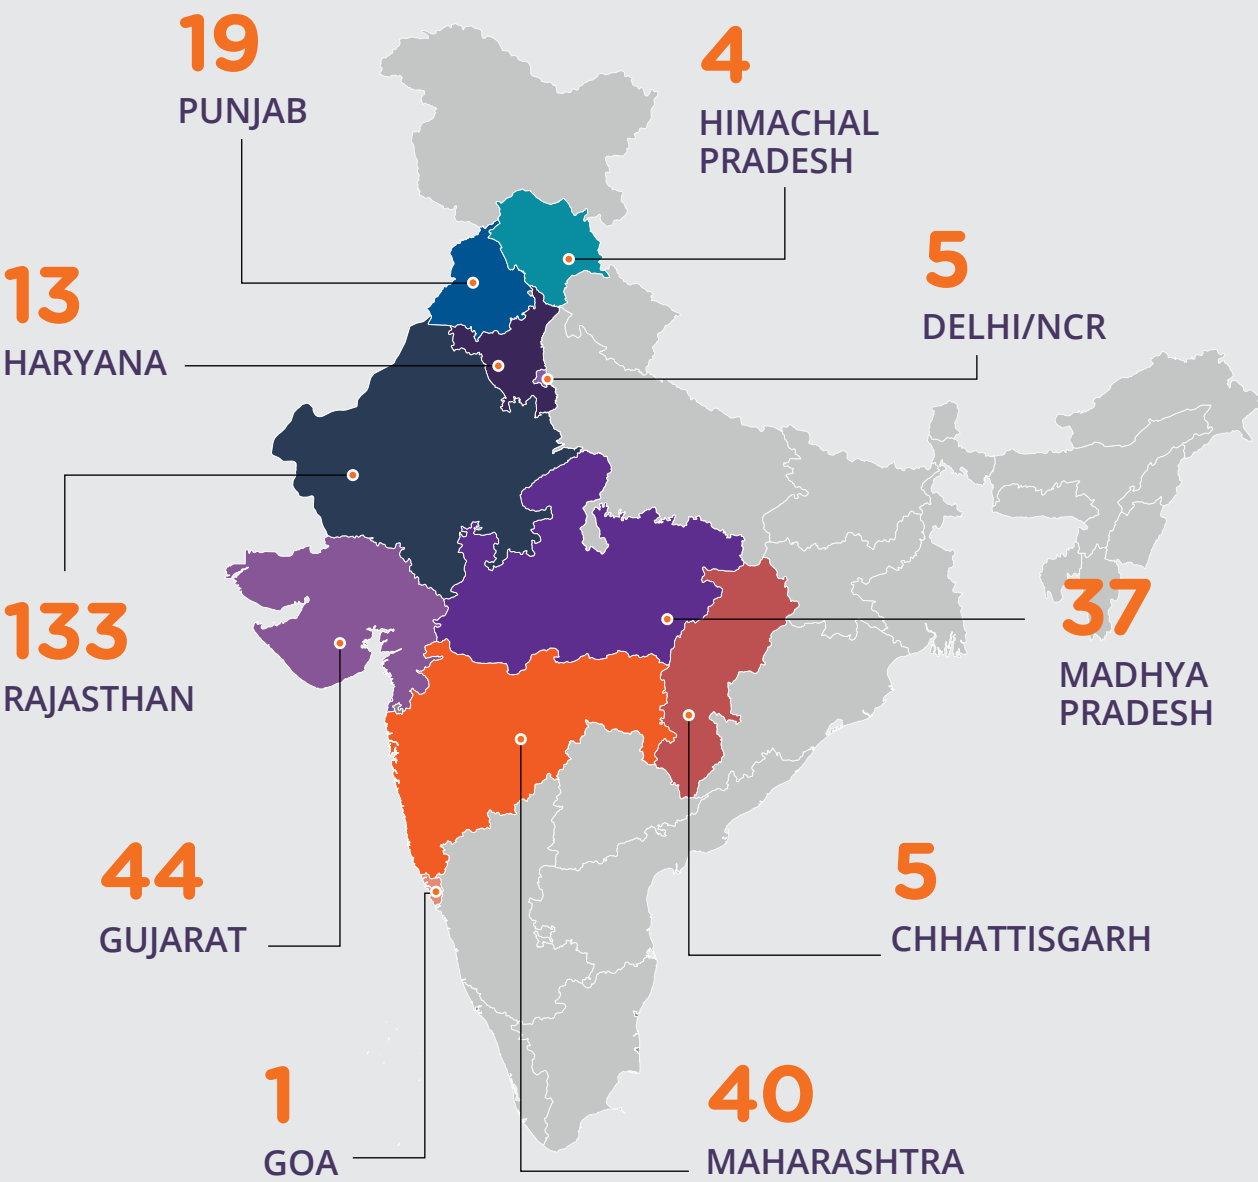 19
PUNJAB
4
HIMACHAL
PRADESH
5
DELHI/NCR
13
HARYANA
133
RAJASTHAN
37
MADHYA
PRADESH
44
GUJARAT
5
CHHATTISGARH
1
GOA
40
MAHARASHTRA